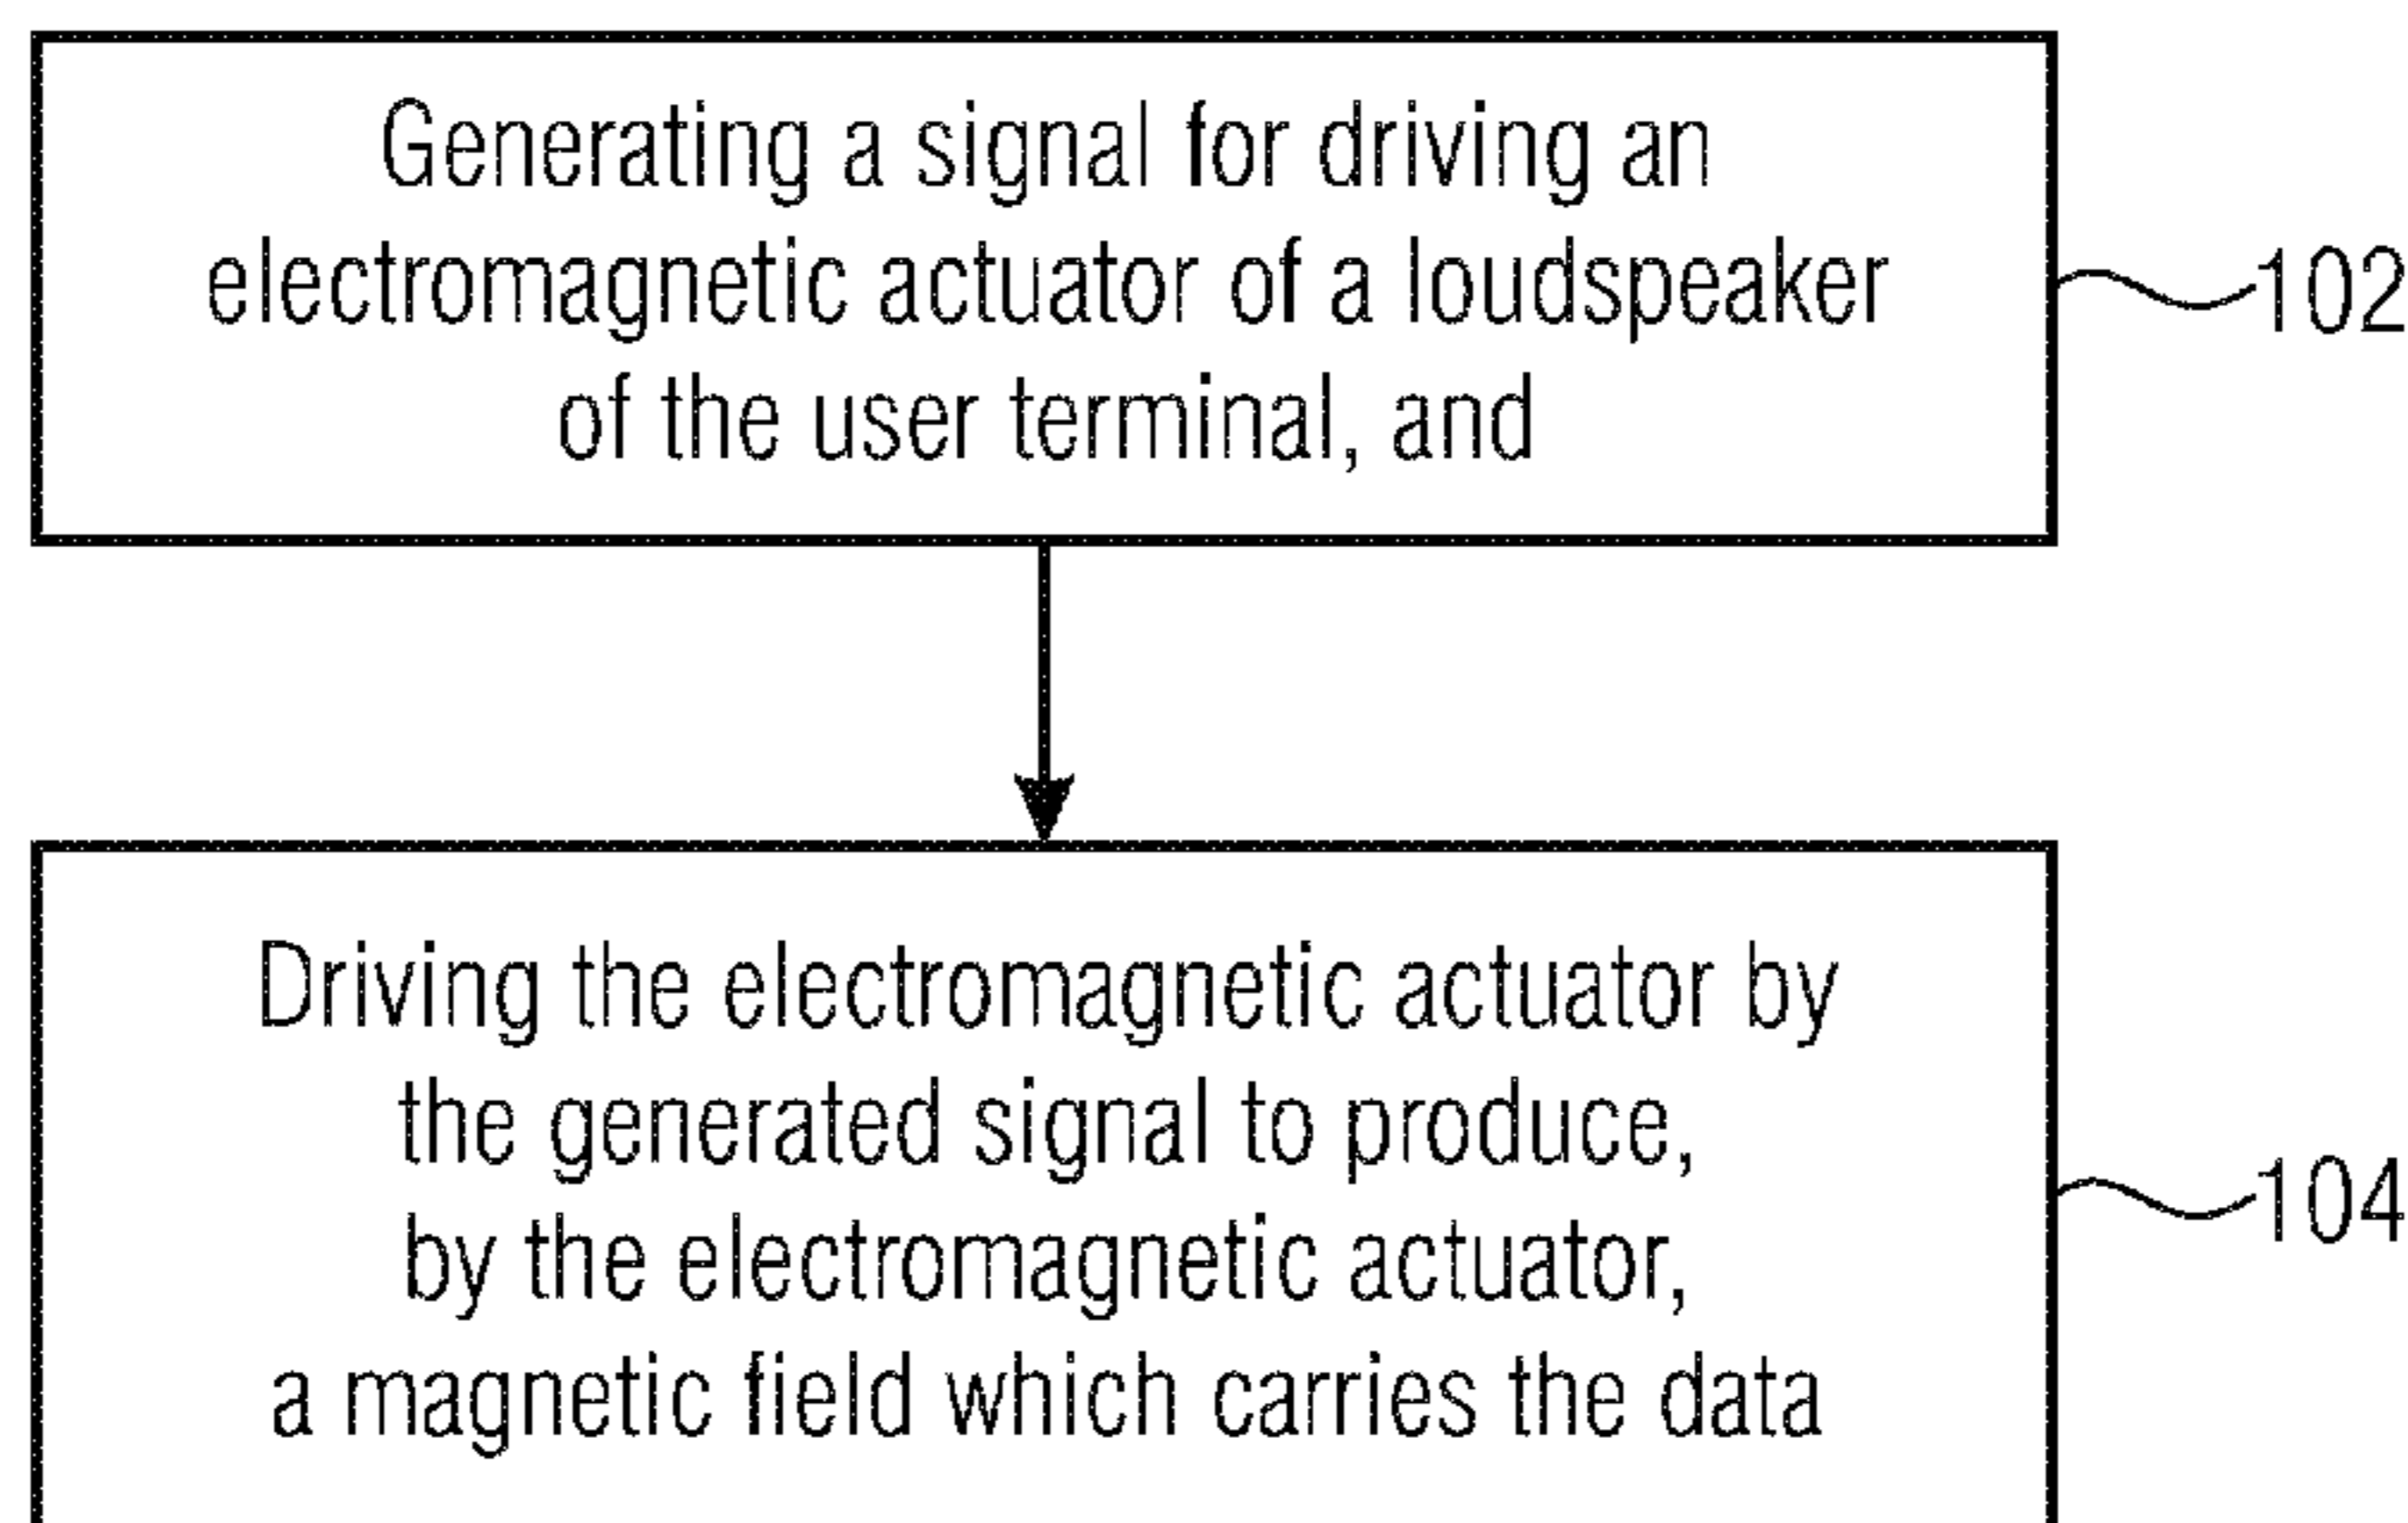 Generating a signal for driving an
electromagnetic actuator of a loudspeaker
of the user terminal, and
102
Driving the electromagnetic actuator by
the generated signal to produce,
by the electromagnetic actuator,
a magnetic field which carries the data
104